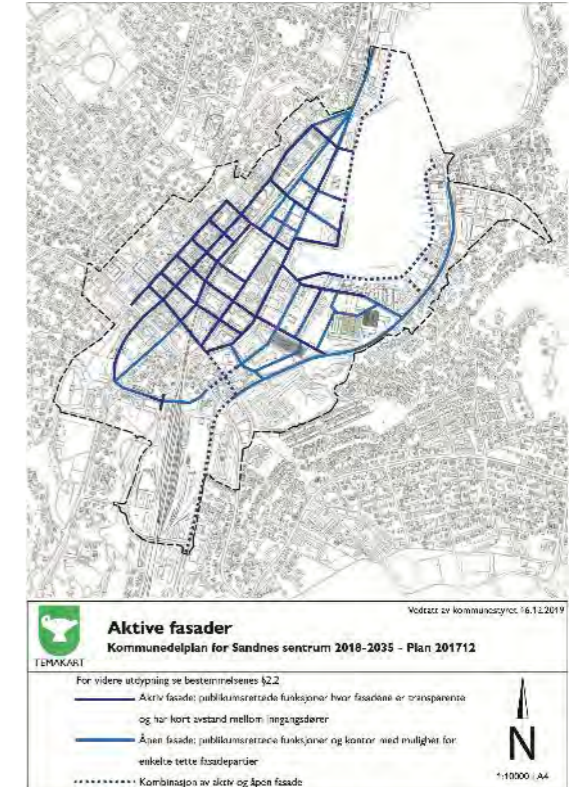 Vedtatt av kommunestyret 16.12.2019
Aktive fasader
Kommunedelplan for Sandnes sentrum 2018-2035 - Plan 201712
TEMAKART
For videre utdypning se bestemmelsenes §2.2
Aktiv fasade: publikumsrettede funksjoner hvor fasadene er transparente
og har kort avstand mellom inngangsdører
Åpen fasade: publikumsrettede funksjoner og kontor med mulighet for
enkelte tette fasadepartier
Kombinasjon av aktiv og åpen fasade
N
1:10000 | A4